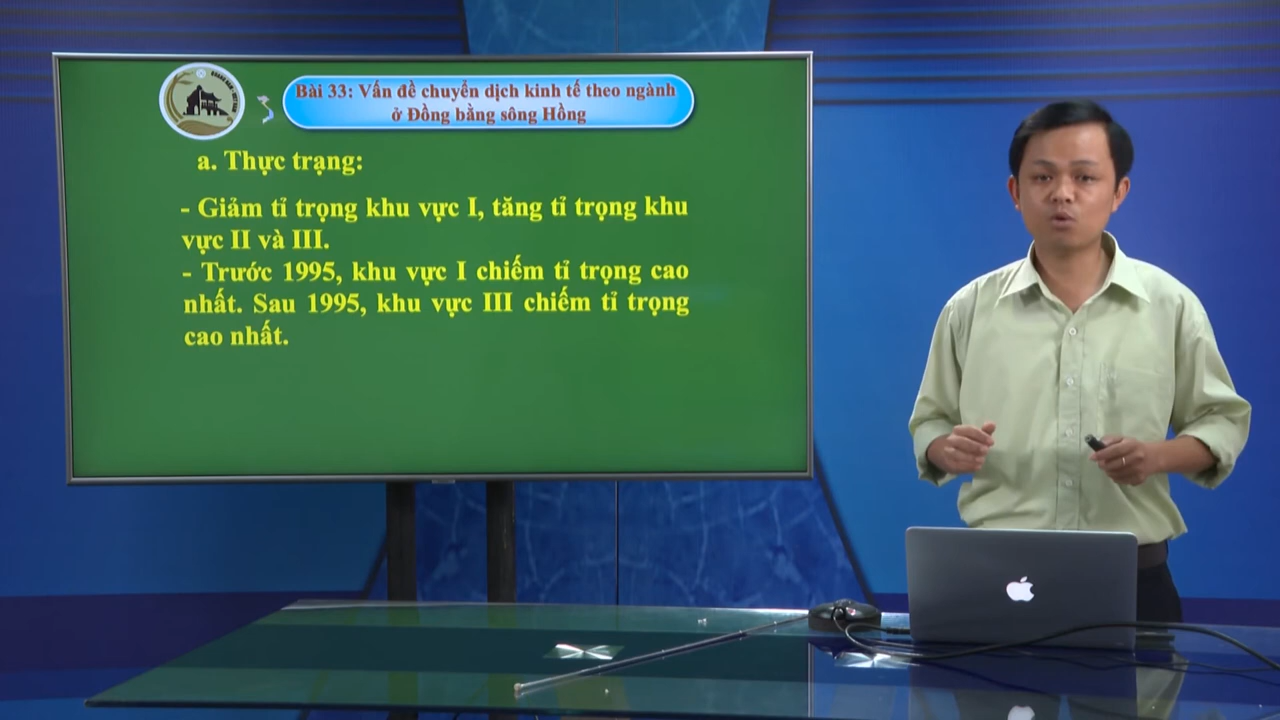 Bài 33: Vấn đề chuyển dịch kinh tế theo ngành
ở Đồng bằng sông Hồng
a. Thực trạng:
- Giảm tỉ trọng khu vực I, tăng tỉ trọng khu
vực II và III.
- Trước 1995, khu vực I chiếm tỉ trọng cao
nhất. Sau 1995, khu vực III chiếm tỉ trọng
cao nhất.